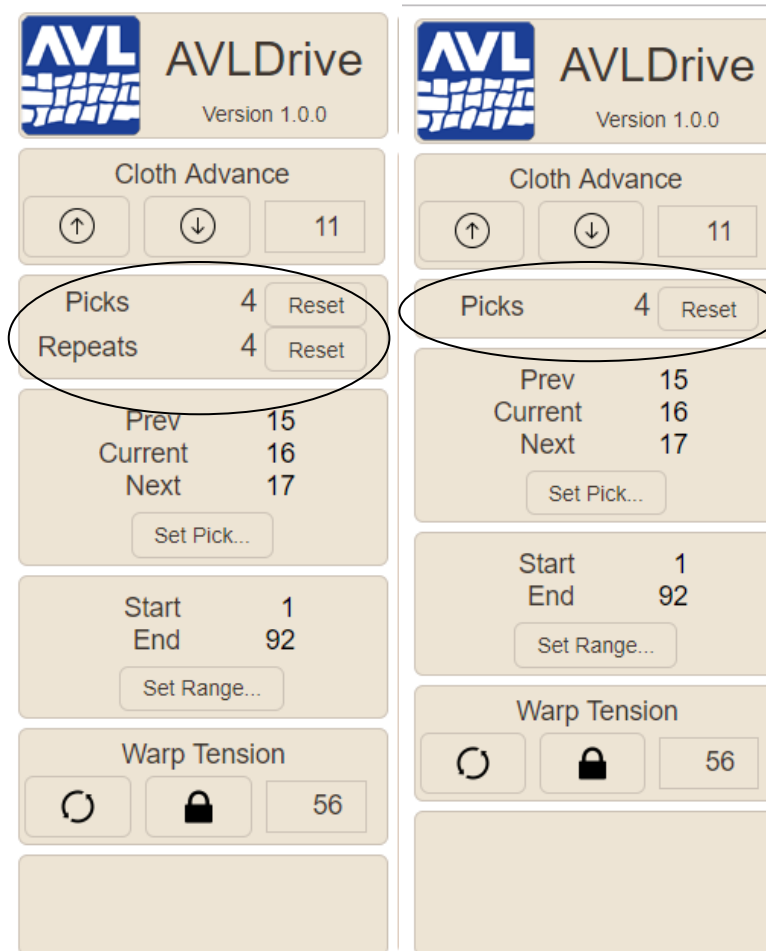 AVL
AVLDrive
Version 1.0.0
Cloth Advance
11
Picks 4 Reset
Repeats 4 Reset
Prev 15
Current 16
Next 17
Set Pick...
Start 1
End 92
Set Range...
Warp Tension
56
AVL
AVLDrive
Version 1.0.0
Cloth Advance
11
Picks 4 Reset
Prev 15
Current 16
Next 17
Set Pick...
Start 1
End 92
Set Range...
Warp Tension
56